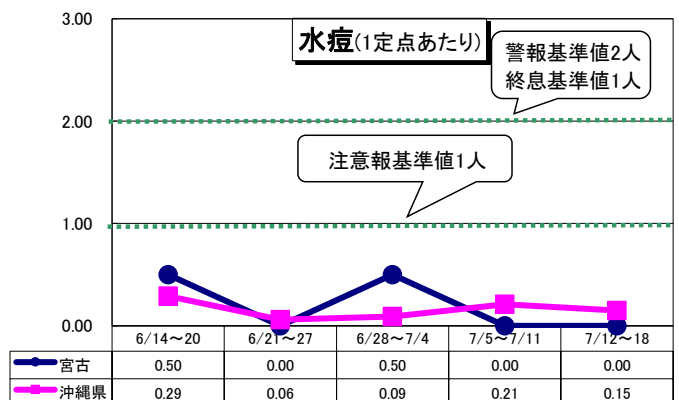 水痘(1定点あたり)
警報基準値2人
終息基準値1人
注意報基準値1人
3.00
2.00
1.00
0.00
6/14～20 6/21～27 6/28～7/4 7/5～7/11 7/12～18
宮古 0.50 0.00 0.50 0.00 0.00
沖縄県 0.29 0.06 0.09 0.21 0.15